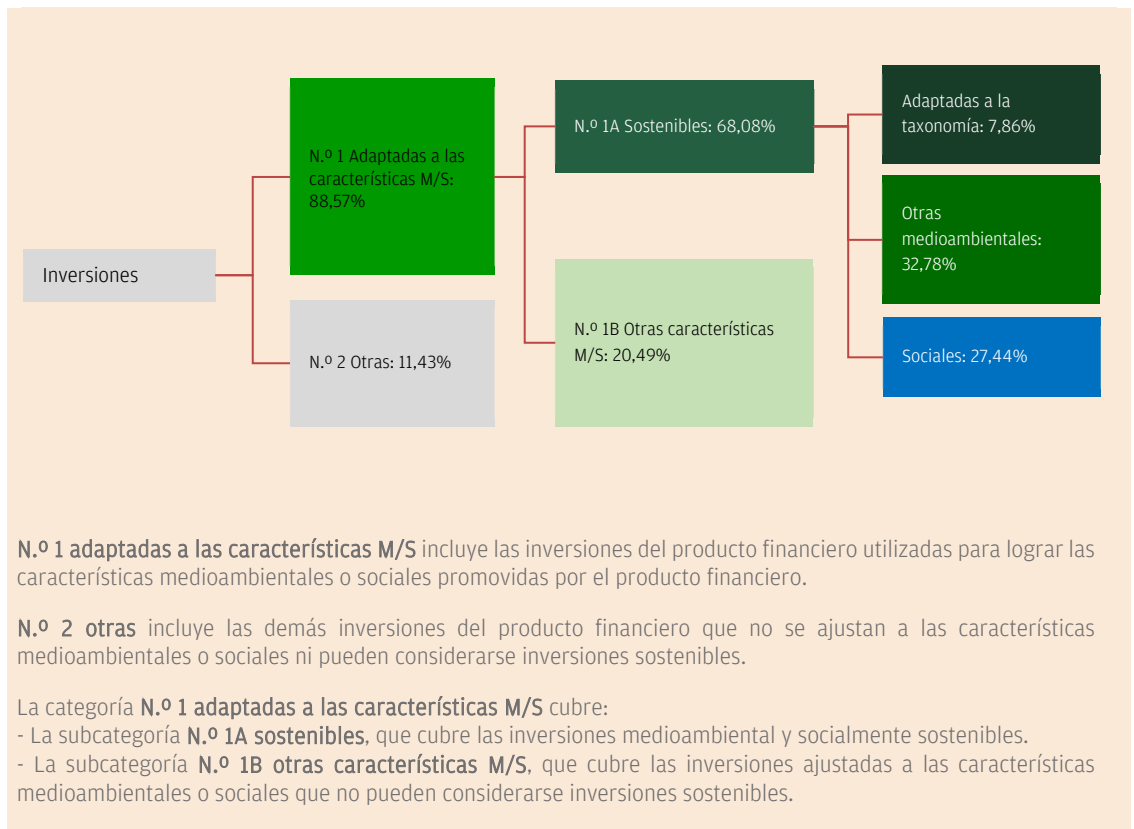 Inversiones
N.º 1 Adaptadas a las
características M/S:
88,57%
N.º 2 Otras: 11,43%
N.º 1A Sostenibles: 68,08%
N.º 1B Otras características
M/S: 20,49%
Adaptadas a la
taxonomía: 7,86%
Otras
medioambientales:
32,78%
Sociales: 27,44%
N.º 1 adaptadas a las características M/S incluye las inversiones del producto financiero utilizadas para lograr las
características medioambientales o sociales promovidas por el producto financiero.
N.º 2 otras incluye las demás inversiones del producto financiero que no se ajustan a las características
medioambientales o sociales ni pueden considerarse inversiones sostenibles.
La categoría N.º 1 adaptadas a las características M/S cubre:
- La subcategoría N.º 1A sostenibles, que cubre las inversiones medioambiental y socialmente sostenibles.
- La subcategoría N.º 1B otras características M/S, que cubre las inversiones ajustadas a las características
medioambientales o sociales que no pueden considerarse inversiones sostenibles.